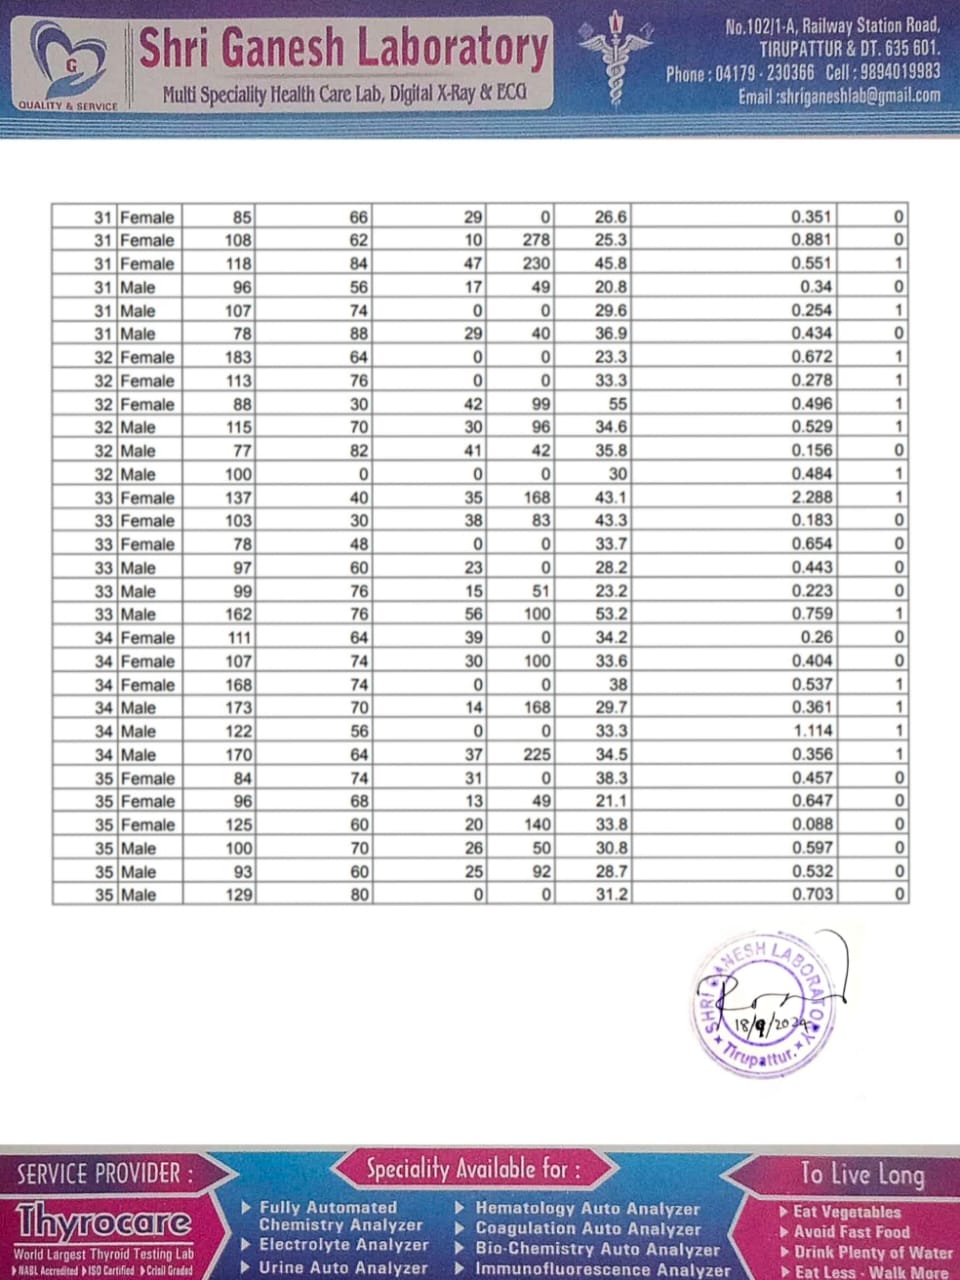 Shri Ganesh Laboratory
Multi Speciality Health Care Lab, Digital X-Ray & ECG
G
QUALITY & SERVICE
No.102/1-A, Railway Station Road,
TIRUPATTUR & DT. 635 601.
Phone : 04179 - 230366 Cell : 9894019983
Email :shriganeshlab@gmail.com
31 Female 85 66 29 0 26.6 0.351 0
31 Female 108 62 10 278 25.3 0.881 0
31 Female 118 84 47 230 45.8 0.551 1
31 Male 96 56 17 49 20.8 0.34 0
31 Male 107 74 0 0 29.6 0.254 1
31 Male 78 88 29 40 36.9 0.434 0
32 Female 183 64 0 0 23.3 0.672 1
32 Female 113 76 0 0 33.3 0.278 1
32 Female 88 30 42 99 55 0.496 1
32 Male 115 70 30 96 34.6 0.529 1
32 Male 77 82 41 42 35.8 0.156 0
32 Male 100 0 0 0 30 0.484 1
33 Female 137 40 35 168 43.1 2.288 1
33 Female 103 30 38 83 43.3 0.183 0
33 Female 78 48 0 0 33.7 0.654 0
33 Male 97 60 23 0 28.2 0.443 0
33 Male 99 76 15 51 23.2 0.223 0
33 Male 162 76 56 100 53.2 0.759 1
34 Female 111 64 39 0 34.2 0.26 0
34 Female 107 74 30 100 33.6 0.404 0
34 Female 168 74 0 0 38 0.537 1
34 Male 173 70 14 168 29.7 0.361 1
34 Male 122 56 0 0 33.3 1.114 1
34 Male 170 64 37 225 34.5 0.356 1
35 Female 84 74 31 0 38.3 0.457 0
35 Female 96 68 13 49 21.1 0.647 0
35 Female 125 60 20 140 33.8 0.088 0
35 Male 100 70 26 50 30.8 0.597 0
35 Male 93 60 25 92 28.7 0.532 0
35 Male 129 80 0 0 31.2 0.703 0
SHRI GANESH LABORATORY
18/9/2024
Tirupattur.
SERVICE PROVIDER :
Thyrocare
World Largest Thyroid Testing Lab
NABL Accredited ISO Certified
Speciality Available for :
Fully Automated
Chemistry Analyzer
Electrolyte Analyzer
Urine Auto Analyzer
Hematology Auto Analyzer
Coagulation Auto Analyzer
Bio-Chemistry Auto Analyzer
Immunofluorescence Analyzer
To Live Long
Eat Vegetables
Avoid Fast Food
Drink Plenty of Water
Eat Less - Walk More